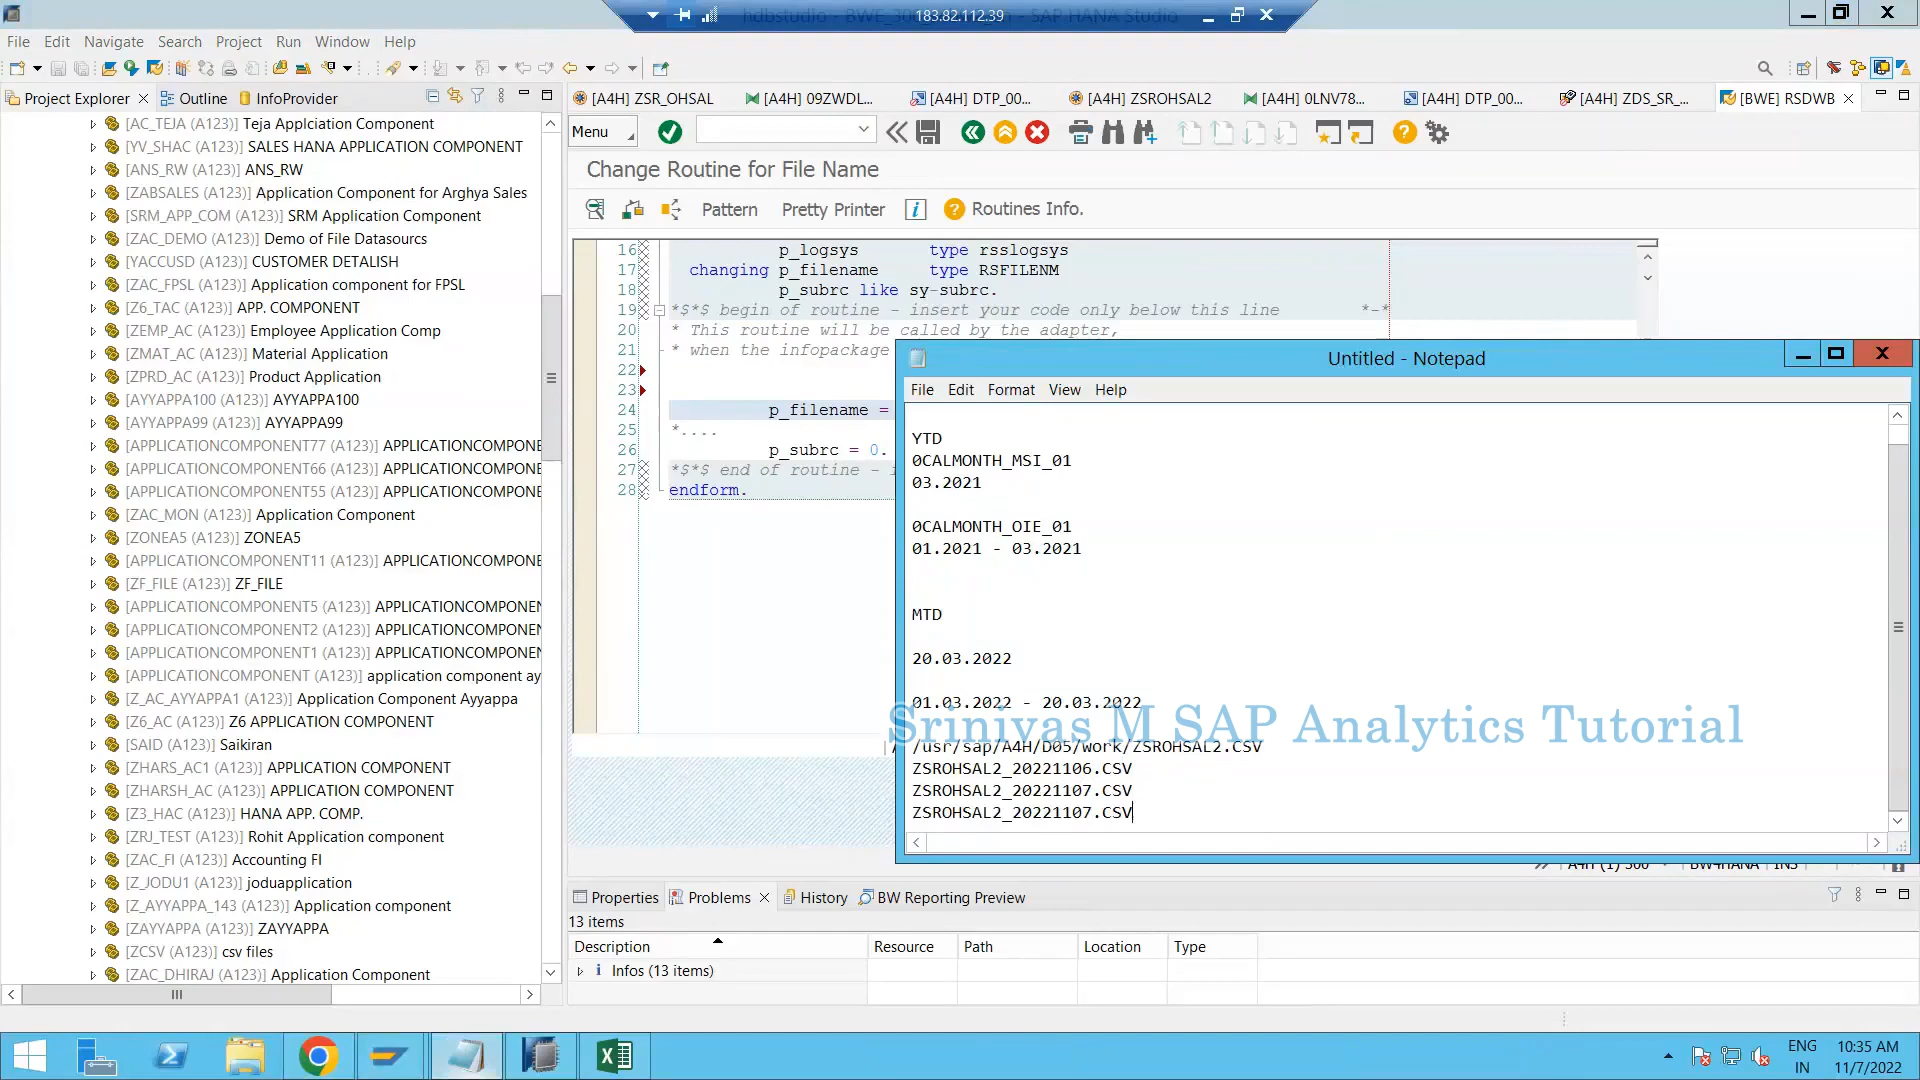 hdbstudio - BWE_30 - SAP HANA Studio
183.82.112.39
File Edit Navigate Search Project Run Window Help
Project Explorer Outline InfoProvider
[AC_TEJA (A123)] Teja Applciation Component
[YV_SHAC (A123)] SALES HANA APPLICATION COMPONENT
[ANS_RW (A123)] ANS_RW
[ZABSALES (A123)] Application Component for Arghya Sales
[SRM_APP_COM (A123)] SRM Application Component
[ZAC_DEMO (A123)] Demo of File Datasourcs
[YACCUSD (A123)] CUSTOMER DETALISH
[ZAC_FPSL (A123)] Application component for FPSL
[Z6_TAC (A123)] APP. COMPONENT
[ZEMP_AC (A123)] Employee Application Comp
[ZMAT_AC (A123)] Material Application
[ZPRD_AC (A123)] Product Application
[AYYAPPA100 (A123)] AYYAPPA100
[AYYAPPA99 (A123)] AYYAPPA99
[APPLICATIONCOMPONENT77 (A123)] APPLICATIONCOMPONE
[APPLICATIONCOMPONENT66 (A123)] APPLICATIONCOMPONE
[APPLICATIONCOMPONENT55 (A123)] APPLICATIONCOMPONE
[ZAC_MON (A123)] Application Component
[ZONEA5 (A123)] ZONEA5
[APPLICATIONCOMPONENT11 (A123)] APPLICATIONCOMPONE
[ZF_FILE (A123)] ZF_FILE
[APPLICATIONCOMPONENT5 (A123)] APPLICATIONCOMPONEN
[APPLICATIONCOMPONENT2 (A123)] APPLICATIONCOMPONEN
[APPLICATIONCOMPONENT1 (A123)] APPLICATIONCOMPONEN
[APPLICATIONCOMPONENT (A123)] application component ay
[Z_AC_AYYAPPA1 (A123)] Application Component Ayyappa
[Z6_AC (A123)] Z6 APPLICATION COMPONENT
[SAID (A123)] Saikiran
[ZHARS_AC1 (A123)] APPLICATION COMPONENT
[ZHARSH_AC (A123)] APPLICATION COMPONENT
[Z3_HAC (A123)] HANA APP. COMP.
[ZRJ_TEST (A123)] Rohit Application component
[ZAC_FI (A123)] Accounting FI
[Z_JODU1 (A123)] joduapplication
[Z_AYYAPPA_143 (A123)] Application component
[ZAYYAPPA (A123)] ZAYYAPPA
[ZCSV (A123)] csv files
[ZAC_DHIRAJ (A123)] Application Component
[A4H] ZSR_OHSAL [A4H] 09ZWDL... [A4H] DTP_00... [A4H] ZSROHSAL2 [A4H] 0LNV78... [A4H] DTP_00... [A4H] ZDS_SR_... [BWE] RSDWB
Menu
Change Routine for File Name
Pattern Pretty Printer Routines Info.
16 p_logsys type rsslogsys
17 changing p_filename type RSFILENM
18 p_subrc like sy-subrc.
19 *$*$ begin of routine - insert your code only below this line *-*
20 * This routine will be called by the adapter,
21 * when the infopackage
22
23
24 p_filename =
25 *....
26 p_subrc = 0.
27 *$*$ end of routine -
28 endform.
Untitled - Notepad
File Edit Format View Help
YTD
0CALMONTH_MSI_01
03.2021
0CALMONTH_OIE_01
01.2021 - 03.2021
MTD
20.03.2022
01.03.2022 - 20.03.2022
Srinivas M SAP Analytics Tutorial
/usr/sap/A4H/D05/work/ZSROHSAL2.CSV
ZSROHSAL2_20221106.CSV
ZSROHSAL2_20221107.CSV
ZSROHSAL2_20221107.CSV
A4H (1) 300 BW4HANA INS
Properties Problems History BW Reporting Preview
13 items
Description Resource Path Location Type
Infos (13 items)
ENG 10:35 AM
IN 11/7/2022